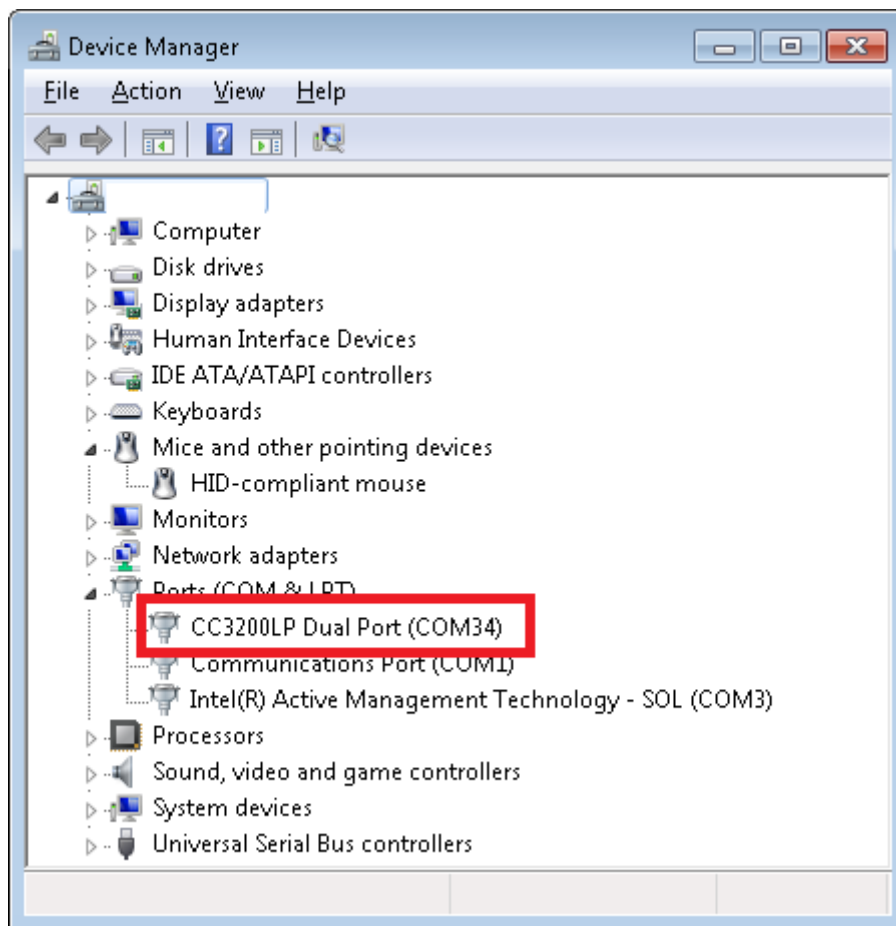 Device Manager
File Action View Help
Computer
Disk drives
Display adapters
Human Interface Devices
IDE ATA/ATAPI controllers
Keyboards
Mice and other pointing devices
HID-compliant mouse
Monitors
Network adapters
Ports (COM & LPT)
CC3200LP Dual Port (COM34)
Communications Port (COM1)
Intel(R) Active Management Technology - SOL (COM3)
Processors
Sound, video and game controllers
System devices
Universal Serial Bus controllers